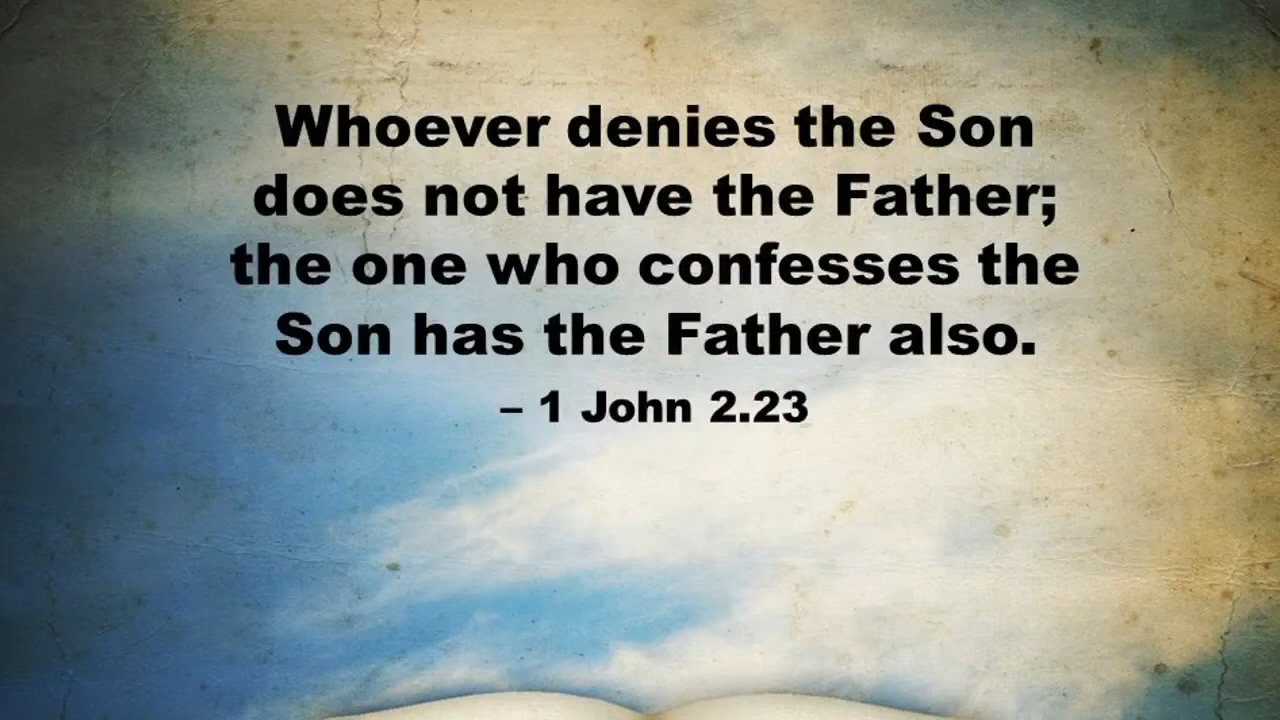 Whoever denies the Son
does not have the Father;
the one who confesses the
Son has the Father also.
– 1 John 2.23